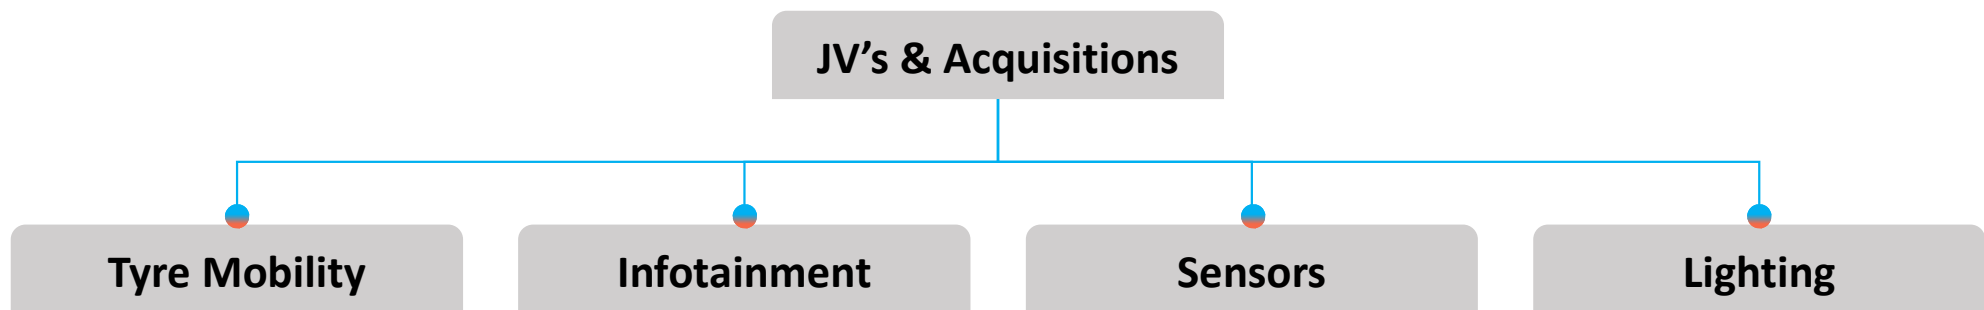 JV’s & Acquisitions
Tyre Mobility
Infotainment
Sensors
Lighting